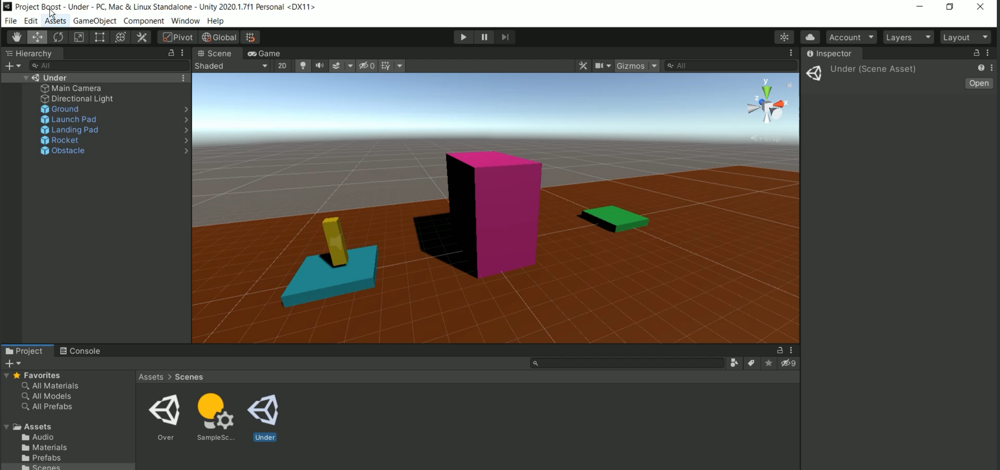 Project Boost - Under - PC, Mac & Linux Standalone - Unity 2020.1.7f1 Personal <DX11>
File Edit Assets GameObject Component Window Help
Pivot Global Account Layers Layout
Hierarchy
All
Under
Main Camera
Directional Light
Ground
Launch Pad
Landing Pad
Rocket
Obstacle
Scene Game
Shaded 2D 0 Gizmos All
y
z
x
Persp
Inspector
Under (Scene Asset)
Open
Project Console
9
Favorites
All Materials
All Models
All Prefabs
Assets
Audio
Materials
Prefabs
Scenes
Assets > Scenes
Over SampleSc... Under